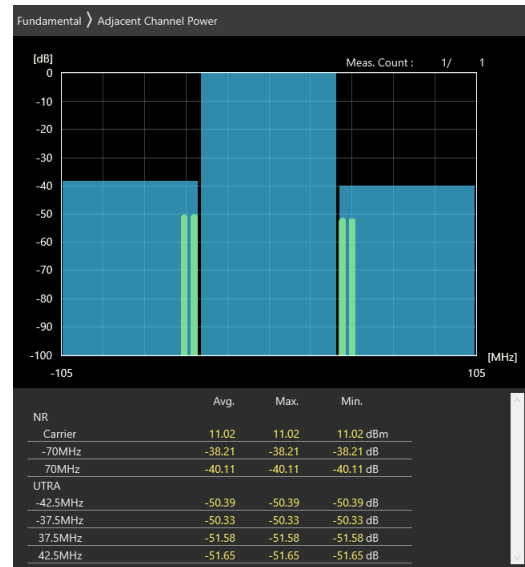 Fundamental ❭ Adjacent Channel Power
[dB] Meas. Count : 1/ 1
0
-10
-20
-30
-40
-50
-60
-70
-80
-90
-100 [MHz]
-105 105
Avg. Max. Min.
NR
Carrier 11.02 11.02 11.02 dBm
-70MHz -38.21 -38.21 -38.21 dB
70MHz -40.11 -40.11 -40.11 dB
UTRA
-42.5MHz -50.39 -50.39 -50.39 dB
-37.5MHz -50.33 -50.33 -50.33 dB
37.5MHz -51.58 -51.58 -51.58 dB
42.5MHz -51.65 -51.65 -51.65 dB